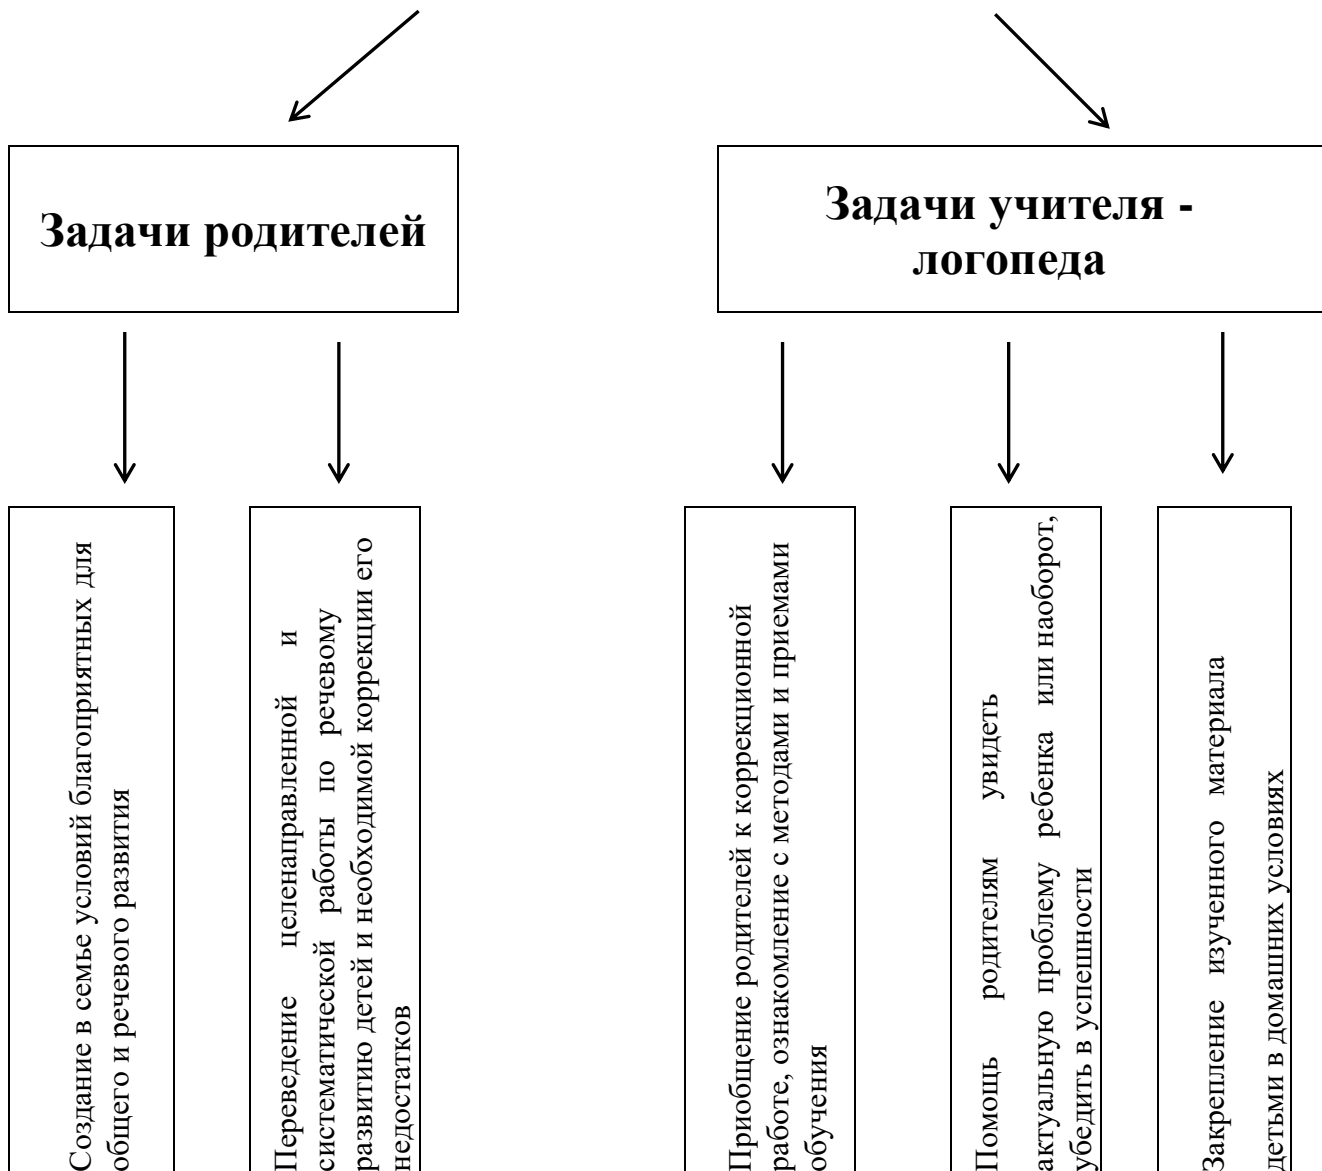 Задачи родителей
Задачи учителя -
логопеда
Создание в семье условий благоприятных для
общего и речевого развития
Переведение целенаправленной и
систематической работы по речевому
развитию детей и необходимой коррекции его
недостатков
Приобщение родителей к коррекционной
работе, ознакомление с методами и приемами
обучения
Помощь родителям увидеть
актуальную проблему ребенка или наоборот,
убедить в успешности
Закрепление изученного материала
детьми в домашних условиях